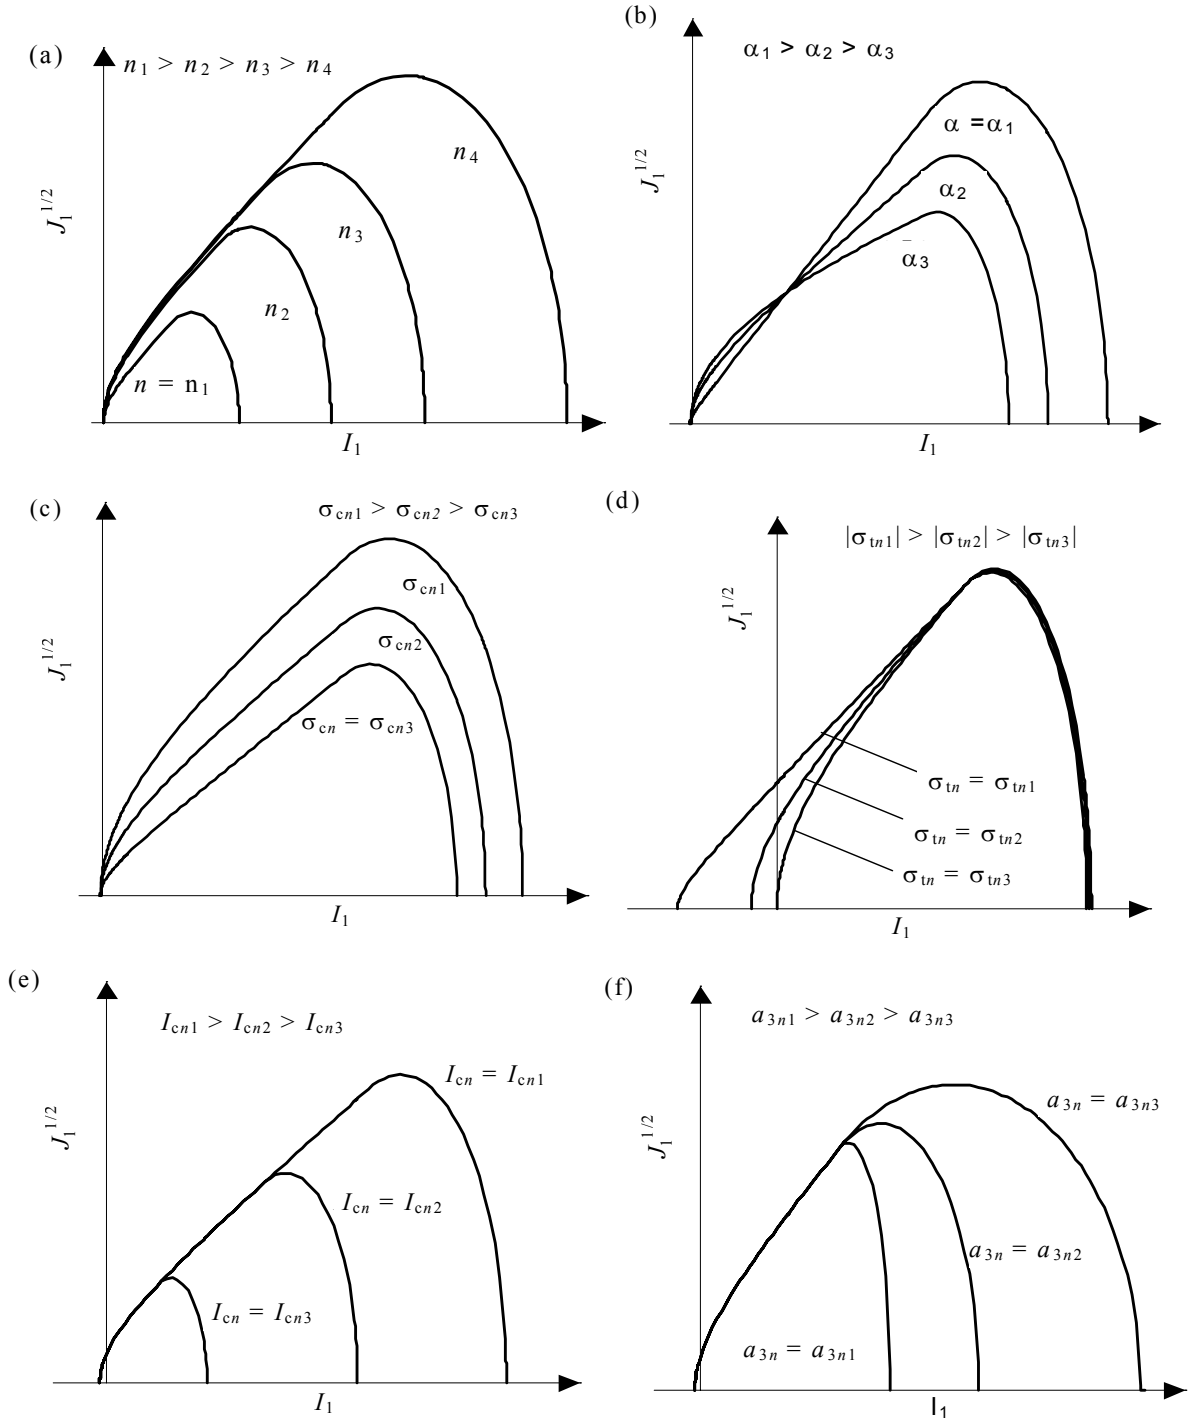 (a)
n1 > n2 > n3 > n4
J1^1/2
n4
n3
n2
n = n1
I1
(b)
α1 > α2 > α3
J1^1/2
α = α1
α2
α3
I1
(c)
σcn1 > σcn2 > σcn3
J1^1/2
σcn1
σcn2
σcn = σcn3
I1
(d)
|σtn1| > |σtn2| > |σtn3|
J1^1/2
σtn = σtn1
σtn = σtn2
σtn = σtn3
I1
(e)
Icn1 > Icn2 > Icn3
J1^1/2
Icn = Icn1
Icn = Icn2
Icn = Icn3
I1
(f)
a3n1 > a3n2 > a3n3
J1^1/2
a3n = a3n3
a3n = a3n2
a3n = a3n1
I1